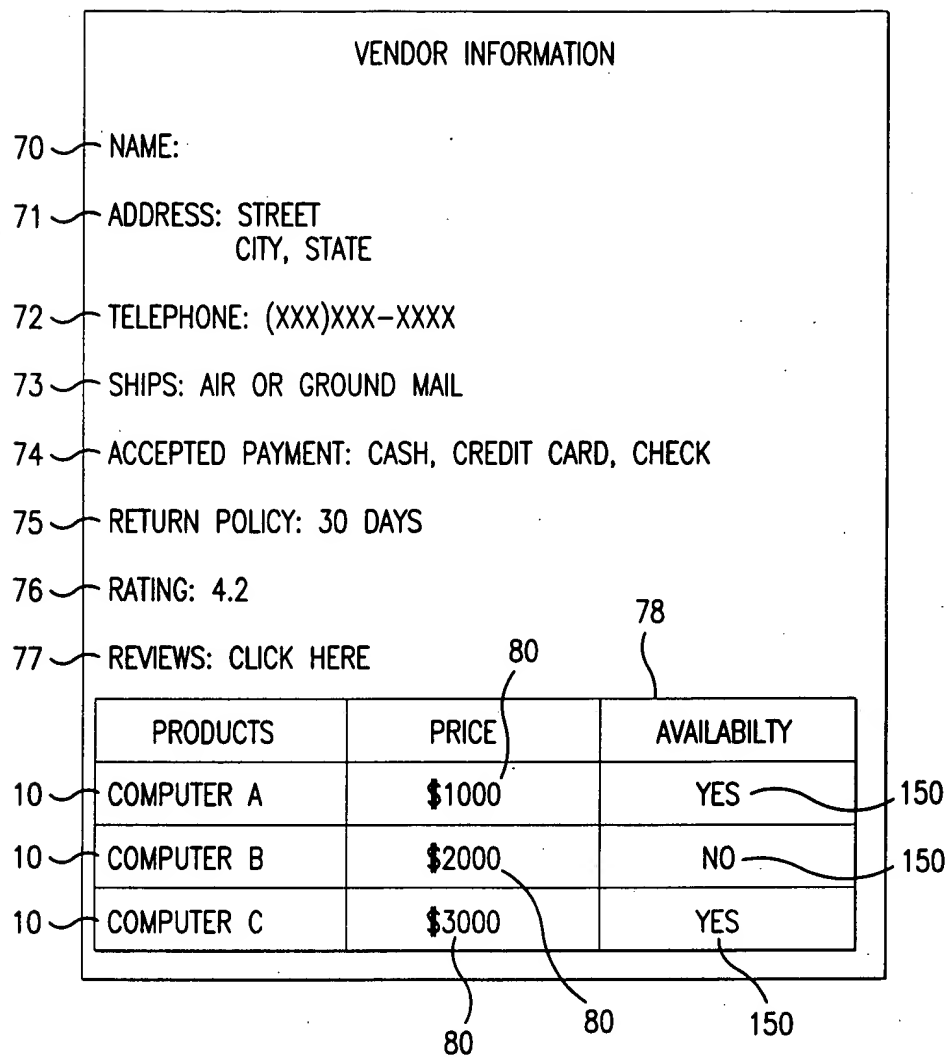 VENDOR INFORMATION
70 NAME:
71 ADDRESS: STREET
CITY, STATE
72 TELEPHONE: (XXX)XXX-XXXX
73 SHIPS: AIR OR GROUND MAIL
74 ACCEPTED PAYMENT: CASH, CREDIT CARD, CHECK
75 RETURN POLICY: 30 DAYS
76 RATING: 4.2
78
77 REVIEWS: CLICK HERE 80
PRODUCTS PRICE AVAILABILTY
10 COMPUTER A $1000 YES 150
10 COMPUTER B $2000 NO 150
10 COMPUTER C $3000 YES
80 80 150